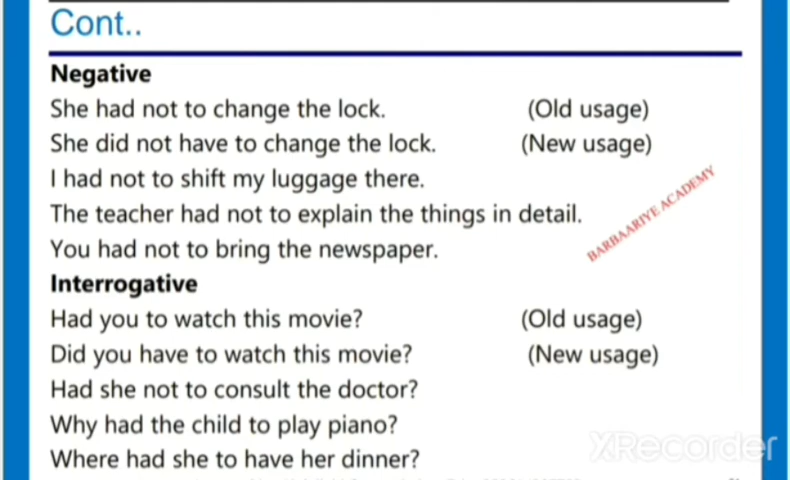 Cont..
Negative
She had not to change the lock. (Old usage)
She did not have to change the lock. (New usage)
I had not to shift my luggage there.
The teacher had not to explain the things in detail.
You had not to bring the newspaper.
BARBAARIYE ACADEMY
Interrogative
Had you to watch this movie? (Old usage)
Did you have to watch this movie? (New usage)
Had she not to consult the doctor?
Why had the child to play piano?
Where had she to have her dinner?
XRecorder